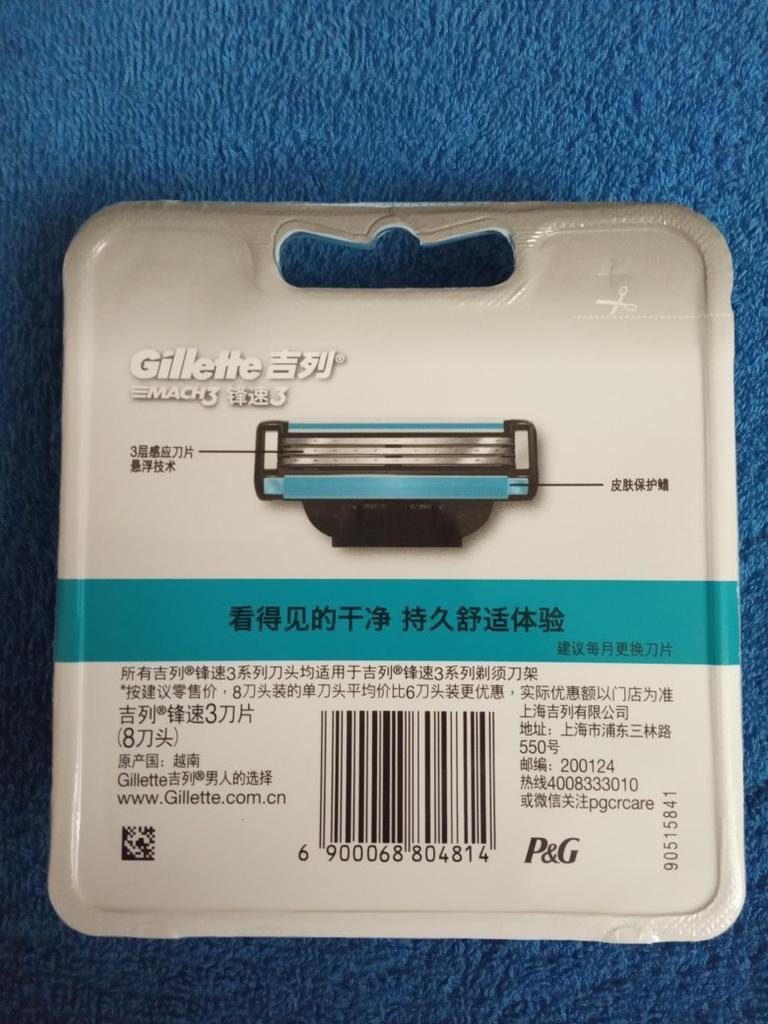 Gillette 吉列®
MACH3 锋速3
3层感应刀片
悬浮技术
皮肤保护鳍
看得见的干净 持久舒适体验
建议每月更换刀片
所有吉列®锋速3系列刀头均适用于吉列®锋速3系列剃须刀架
*按建议零售价，8刀头装的单刀头平均价比6刀头装更优惠，实际优惠额以门店为准
吉列®锋速3刀片
(8刀头)
原产国：越南
Gillette吉列®男人的选择
www.Gillette.com.cn
上海吉列有限公司
地址：上海市浦东三林路
550号
邮编：200124
热线4008333010
或微信关注pgcrcare
6 900068 804814
P&G
90515841